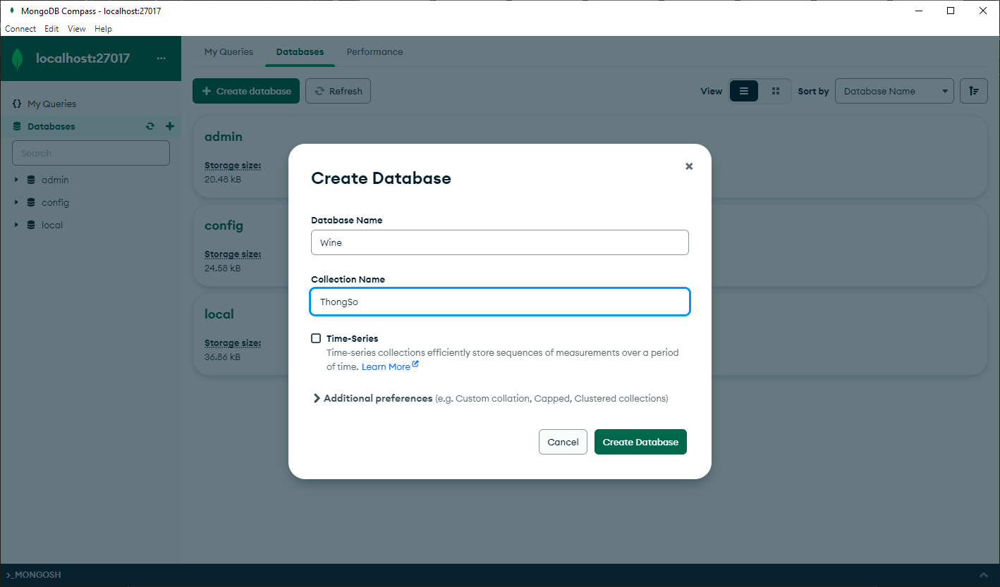 MongoDB Compass - localhost:27017
Connect Edit View Help
localhost:27017 ...
My Queries Databases Performance
Create database Refresh View Sort by Database Name
{} My Queries
Databases
Search
admin
config
local
admin
Storage size:
20.48 kB
config
Storage size:
24.58 kB
local
Storage size:
36.86 kB
Create Database
Database Name
Wine
Collection Name
ThongSo
Time-Series
Time-series collections efficiently store sequences of measurements over a period
of time. Learn More
Additional preferences (e.g. Custom collation, Capped, Clustered collections)
Cancel Create Database
>_MONGOSH